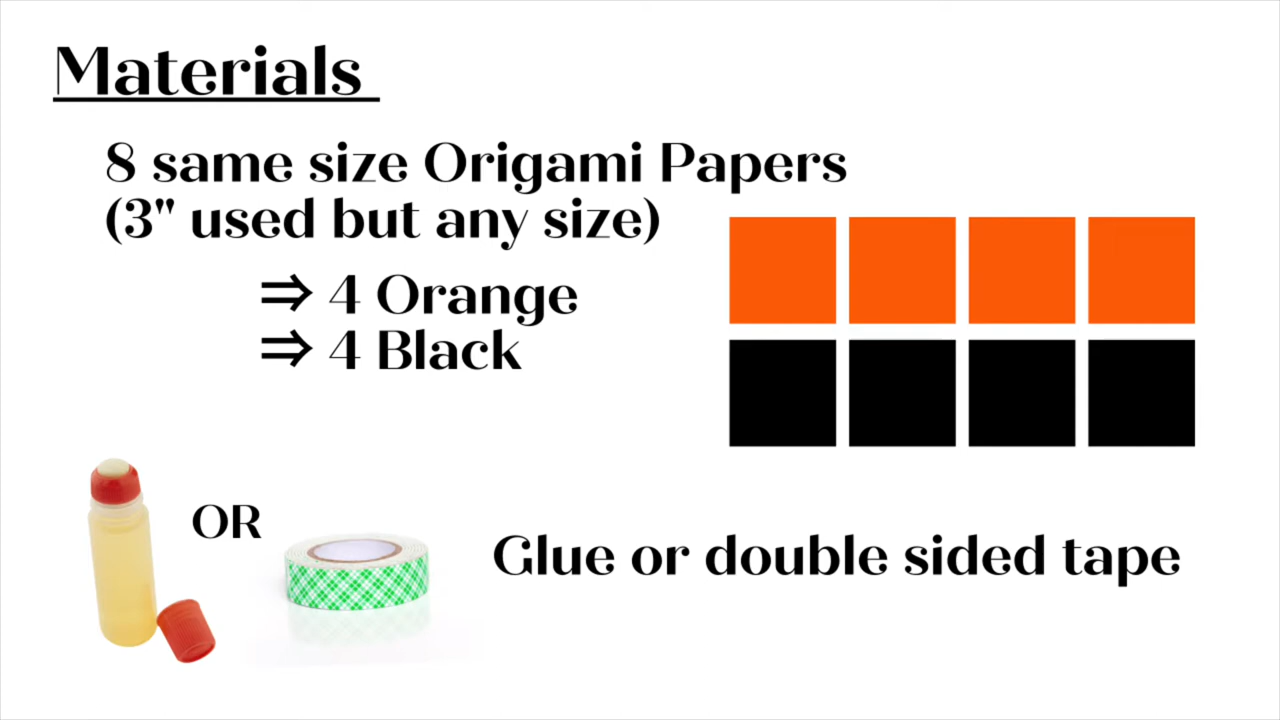 Materials
8 same size Origami Papers
(3" used but any size)
⇒ 4 Orange
⇒ 4 Black
OR
Glue or double sided tape